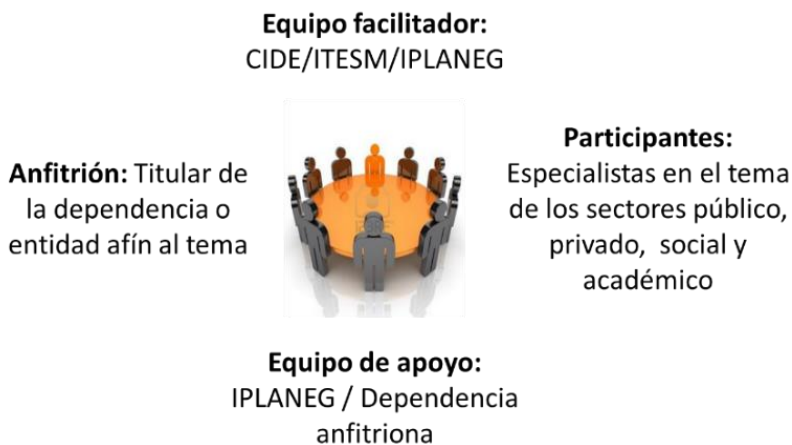 Equipo facilitador:
CIDE/ITESM/IPLANEG
Anfitrión: Titular de
la dependencia o
entidad afín al tema
Participantes:
Especialistas en el tema
de los sectores público,
privado, social y
académico
Equipo de apoyo:
IPLANEG / Dependencia
anfitriona